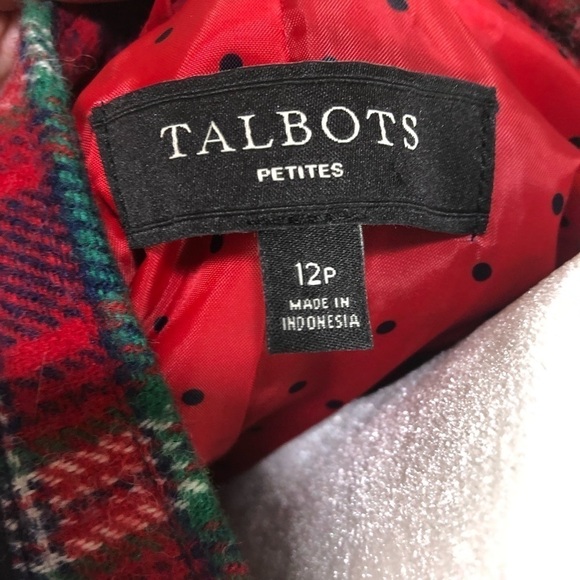 TALBOTS
PETITES
12P
MADE IN
INDONESIA